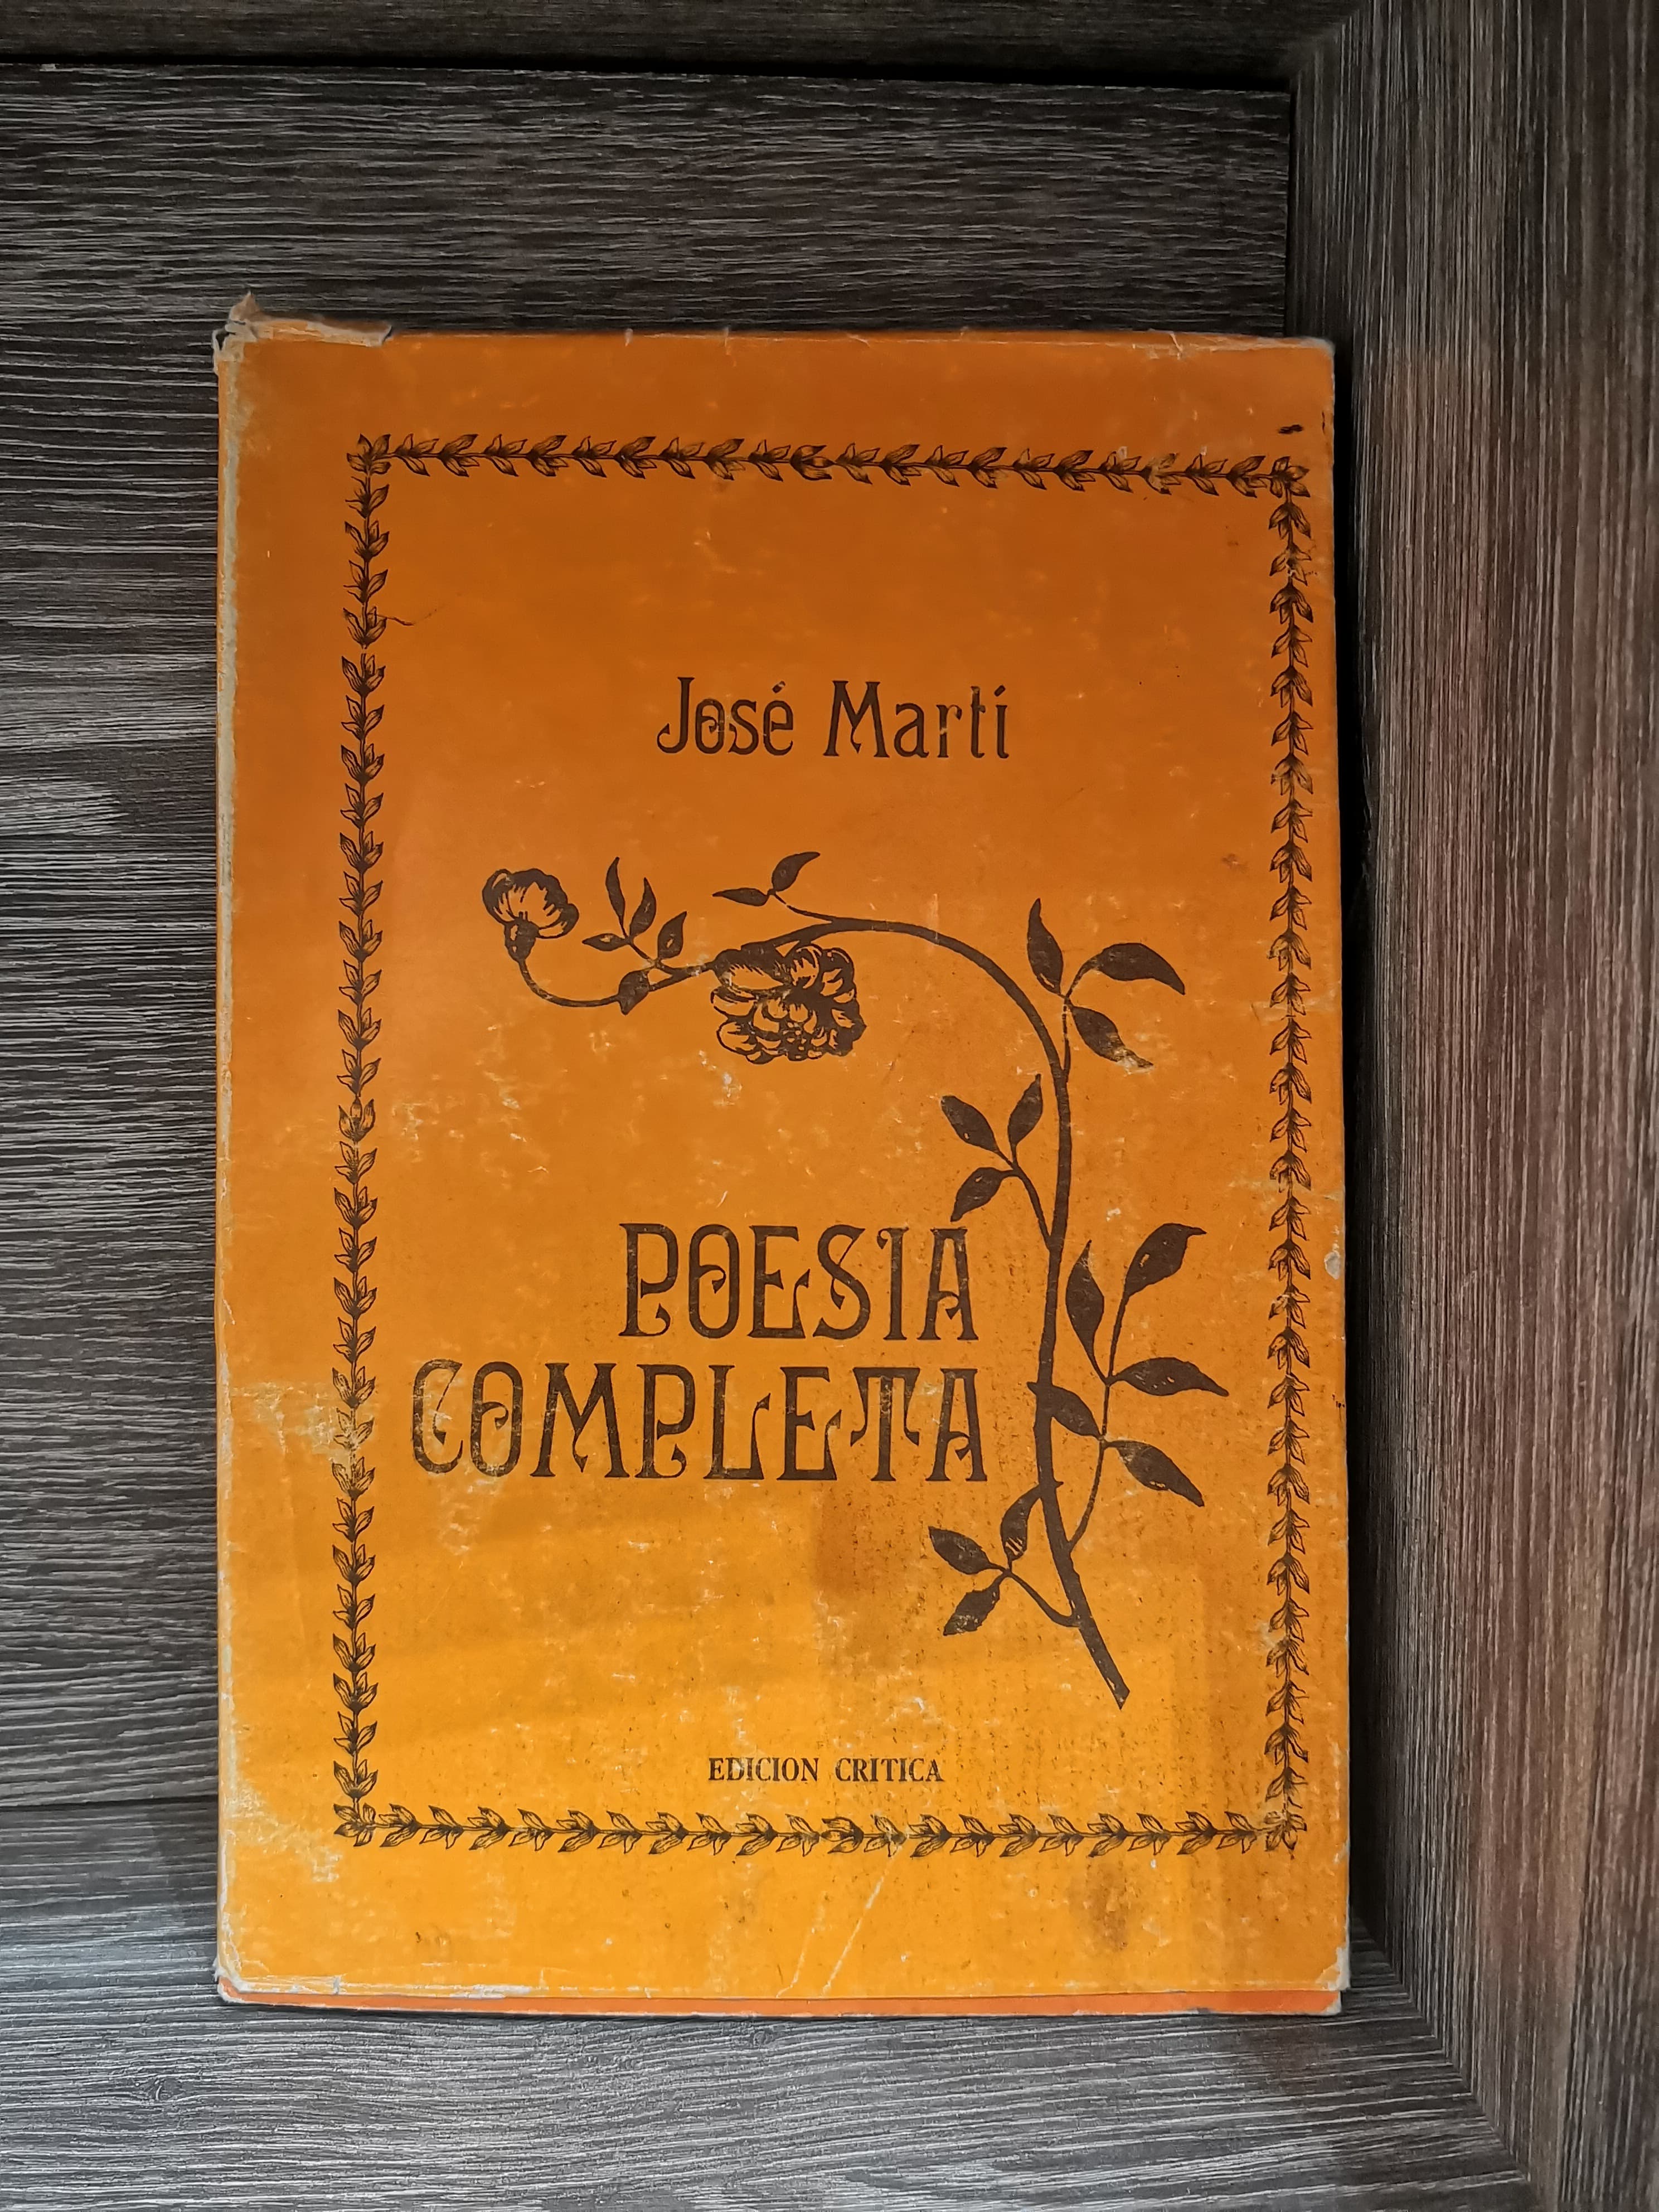 José Martí
POESIA
COMPLETA
EDICION CRITICA